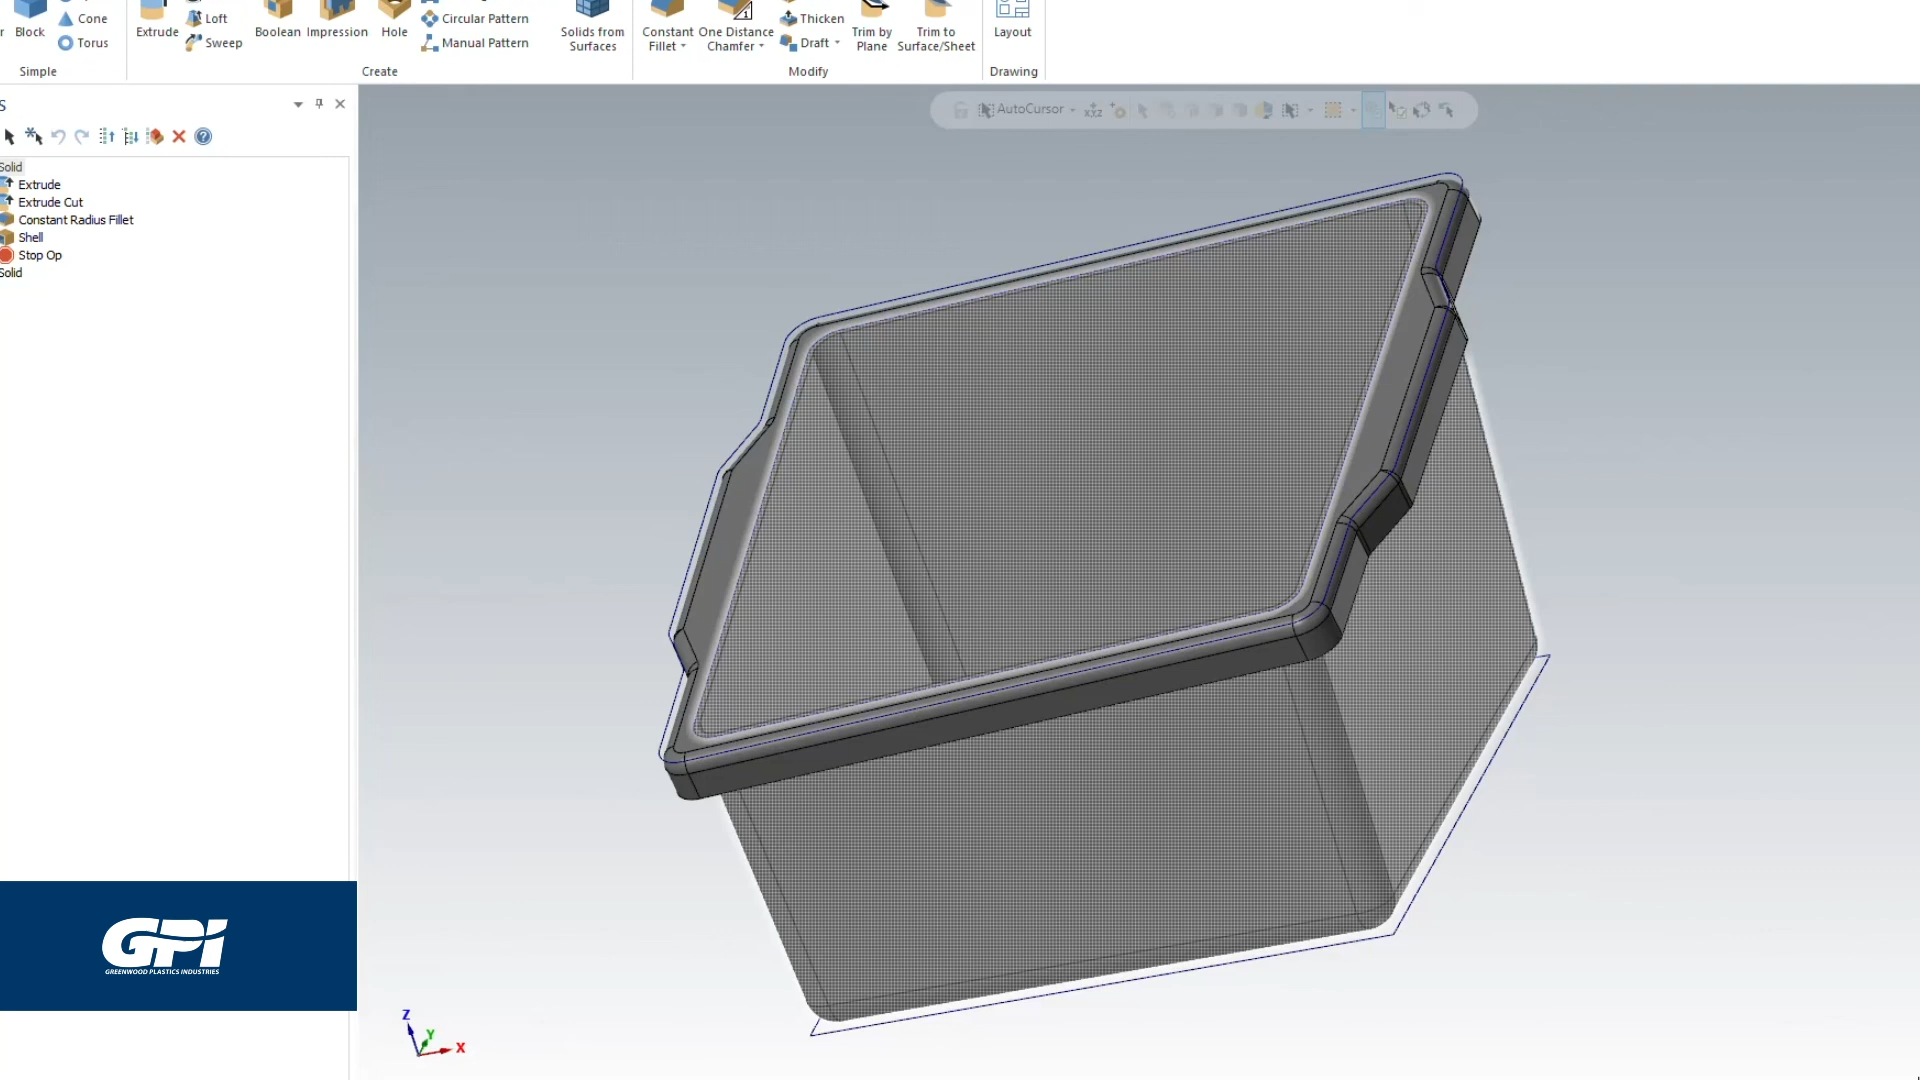 Block
Cone
Torus
Simple
Extrude
Loft
Sweep
Boolean
Impression
Hole
Circular Pattern
Manual Pattern
Create
Solids from
Surfaces
Constant
Fillet
One Distance
Chamfer
Thicken
Draft
Trim by
Plane
Trim to
Surface/Sheet
Modify
Layout
Drawing
AutoCursor
XYZ
Solid
Extrude
Extrude Cut
Constant Radius Fillet
Shell
Stop Op
Solid
GPI
GREENWOOD PLASTICS INDUSTRIES
Z
Y
X